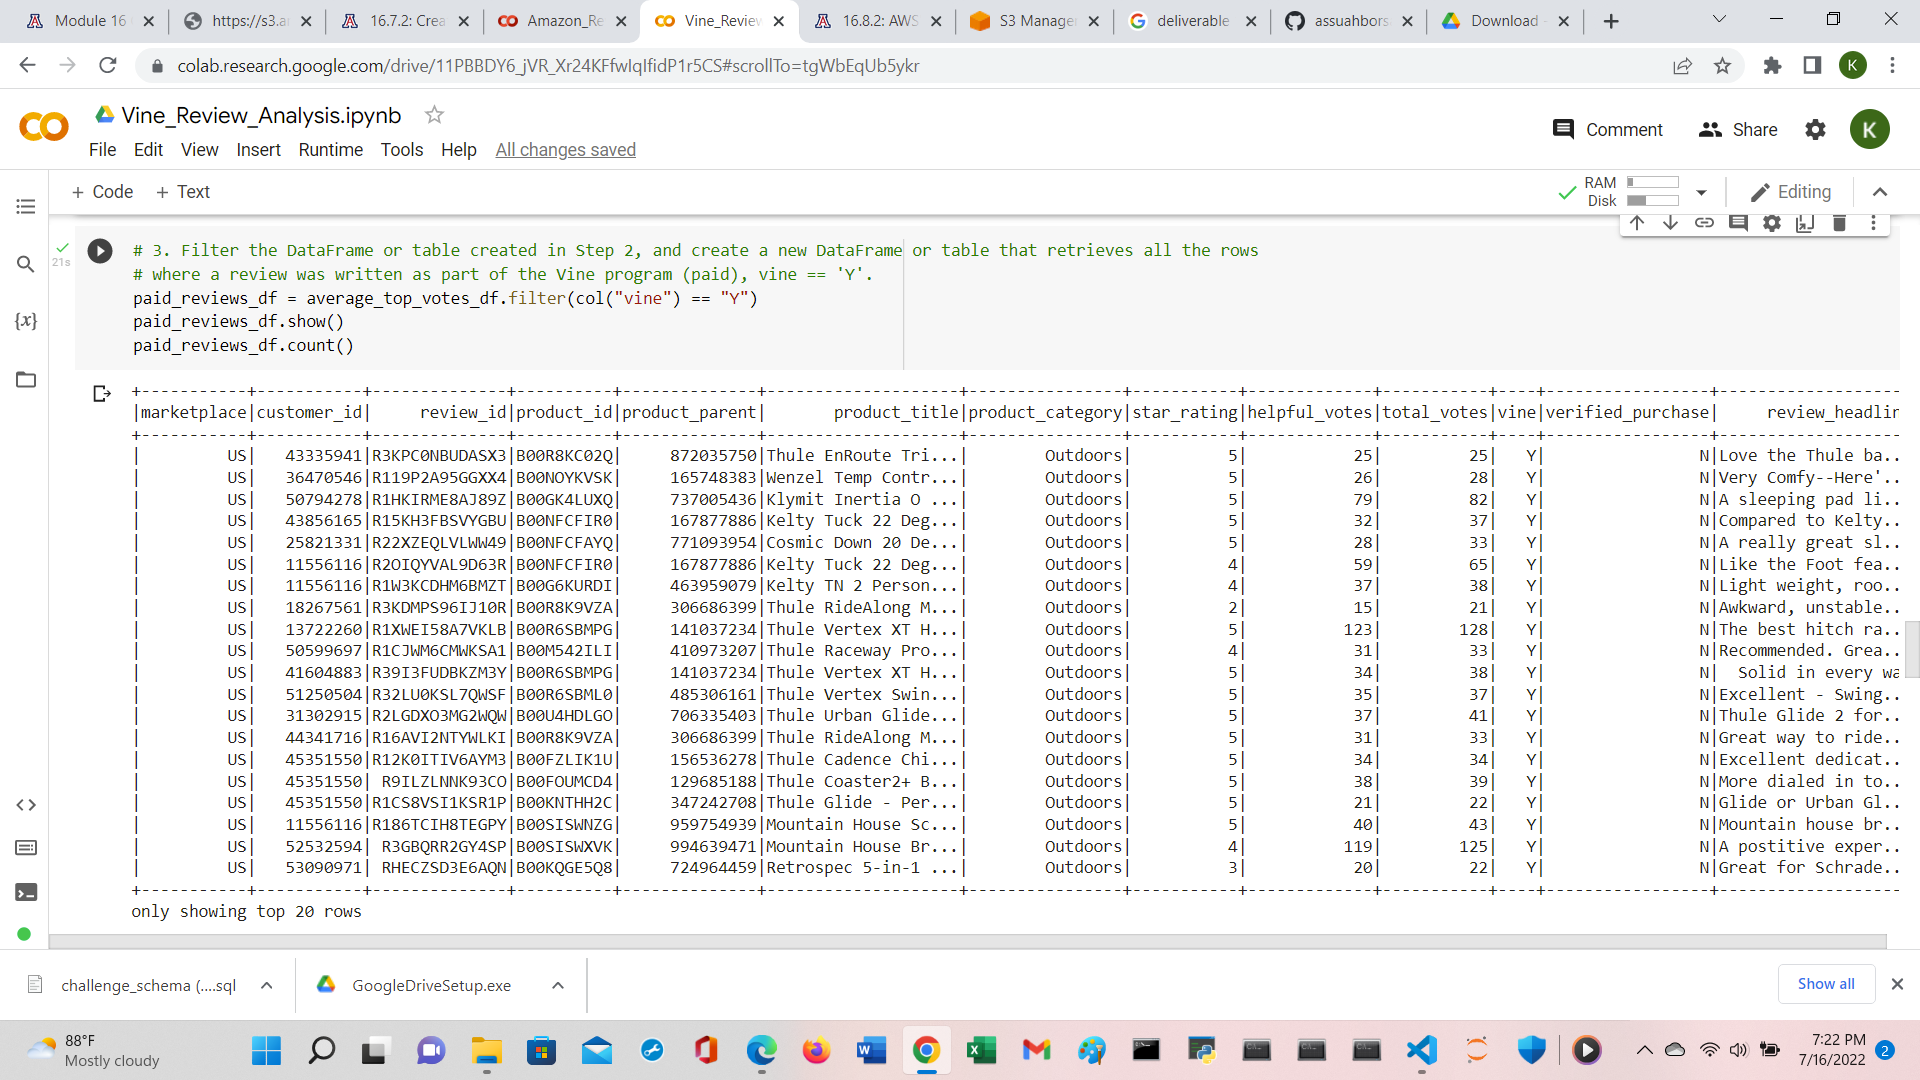 Module 16
https://s3.a
16.7.2: Crea
Amazon_Re
Vine_Review
16.8.2: AWS
S3 Manage
deliverable
assuahbors
Download -
colab.research.google.com/drive/11PBBDY6_jVR_Xr24KFfwIqIfidP1r5CS#scrollTo=tgWbEqUb5ykr
K
Vine_Review_Analysis.ipynb
Comment
Share
K
File Edit View Insert Runtime Tools Help All changes saved
+ Code + Text
RAM
Disk
Editing
21s
# 3. Filter the DataFrame or table created in Step 2, and create a new DataFrame or table that retrieves all the rows
# where a review was written as part of the Vine program (paid), vine == 'Y'.
paid_reviews_df = average_top_votes_df.filter(col("vine") == "Y")
paid_reviews_df.show()
paid_reviews_df.count()
|marketplace|customer_id| review_id|product_id|product_parent| product_title|product_category|star_rating|helpful_votes|total_votes|vine|verified_purchase| review_headlin
| US| 43335941|R3KPC0NBUDASX3|B00R8KC02Q| 872035750|Thule EnRoute Tri...| Outdoors| 5| 25| 25| Y| N|Love the Thule ba...
| US| 36470546|R119P2A95GGXX4|B00NOYKVSK| 165748383|Wenzel Temp Contr...| Outdoors| 5| 26| 28| Y| N|Very Comfy--Here'...
| US| 50794278|R1HKIRME8AJ89Z|B00GK4LUXQ| 737005436|Klymit Inertia O ...| Outdoors| 5| 79| 82| Y| N|A sleeping pad li...
| US| 43856165|R15KH3FBSVYGBU|B00NFCFIR0| 167877886|Kelty Tuck 22 Deg...| Outdoors| 5| 32| 37| Y| N|Compared to Kelty...
| US| 25821331|R22XZEQLVLWW49|B00NFCFAYQ| 771093954|Cosmic Down 20 De...| Outdoors| 5| 28| 33| Y| N|A really great sl...
| US| 11556116|R2OIQYVAL9D63R|B00NFCFIR0| 167877886|Kelty Tuck 22 Deg...| Outdoors| 4| 59| 65| Y| N|Like the Foot fea...
| US| 11556116|R1W3KCDHM6BMZT|B00G6KURDI| 463959079|Kelty TN 2 Person...| Outdoors| 4| 37| 38| Y| N|Light weight, roo...
| US| 18267561|R3KDMPS96IJ10R|B00R8K9VZA| 306686399|Thule RideAlong M...| Outdoors| 2| 15| 21| Y| N|Awkward, unstable...
| US| 13722260|R1XWEI58A7VKLB|B00R6SBMPG| 141037234|Thule Vertex XT H...| Outdoors| 5| 123| 128| Y| N|The best hitch ra...
| US| 50599697|R1CJWM6CMWKSA1|B00M542ILI| 410973207|Thule Raceway Pro...| Outdoors| 4| 31| 33| Y| N|Recommended. Grea...
| US| 41604883|R39I3FUDBKZM3Y|B00R6SBMPG| 141037234|Thule Vertex XT H...| Outdoors| 5| 34| 38| Y| N| Solid in every wa
| US| 51250504|R32LU0KSL7QWSF|B00R6SBML0| 485306161|Thule Vertex Swin...| Outdoors| 5| 35| 37| Y| N|Excellent - Swing...
| US| 31302915|R2LGDXO3MG2WQW|B00U4HDLGO| 706335403|Thule Urban Glide...| Outdoors| 5| 37| 41| Y| N|Thule Glide 2 for...
| US| 44341716|R16AVI2NTYWLKI|B00R8K9VZA| 306686399|Thule RideAlong M...| Outdoors| 5| 31| 33| Y| N|Great way to ride...
| US| 45351550|R12K0ITIV6AYM3|B00FZLIK1U| 156536278|Thule Cadence Chi...| Outdoors| 5| 34| 34| Y| N|Excellent dedicat...
| US| 45351550| R9ILZLNNK93CO|B00FOUMCD4| 129685188|Thule Coaster2+ B...| Outdoors| 5| 38| 39| Y| N|More dialed in to...
| US| 45351550|R1CS8VSI1KSR1P|B00KNTHH2C| 347242708|Thule Glide - Per...| Outdoors| 5| 21| 22| Y| N|Glide or Urban Gl...
| US| 11556116|R186TCIH8TEGPY|B00SISWNZG| 959754939|Mountain House Sc...| Outdoors| 5| 40| 43| Y| N|Mountain house br...
| US| 52532594| R3GBQRR2GY4SP|B00SISWXVK| 994639471|Mountain House Br...| Outdoors| 4| 119| 125| Y| N|A postitive exper...
| US| 53090971| RHECZSD3E6AQN|B00KQGE5Q8| 724964459|Retrospec 5-in-1 ...| Outdoors| 3| 20| 22| Y| N|Great for Schrade...
only showing top 20 rows
challenge_schema (....sql
GoogleDriveSetup.exe
Show all
88°F
Mostly cloudy
7:22 PM
7/16/2022
2